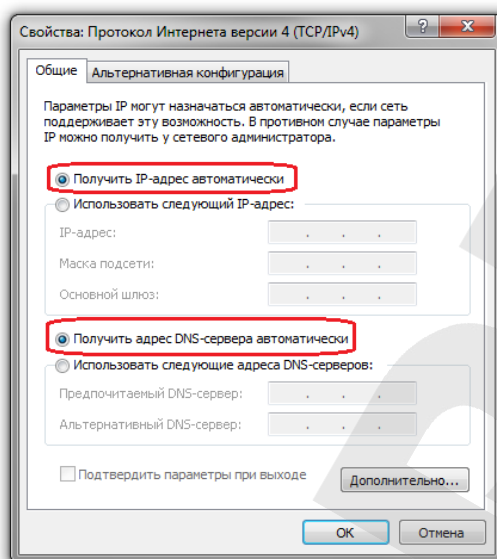 Свойства: Протокол Интернета версии 4 (TCP/IPv4)
Общие
Альтернативная конфигурация
Параметры IP могут назначаться автоматически, если сеть
поддерживает эту возможность. В противном случае параметры
IP можно получить у сетевого администратора.
Получить IP-адрес автоматически
Использовать следующий IP-адрес:
IP-адрес:
Маска подсети:
Основной шлюз:
Получить адрес DNS-сервера автоматически
Использовать следующие адреса DNS-серверов:
Предпочитаемый DNS-сервер:
Альтернативный DNS-сервер:
Подтвердить параметры при выходе
Дополнительно...
OK
Отмена